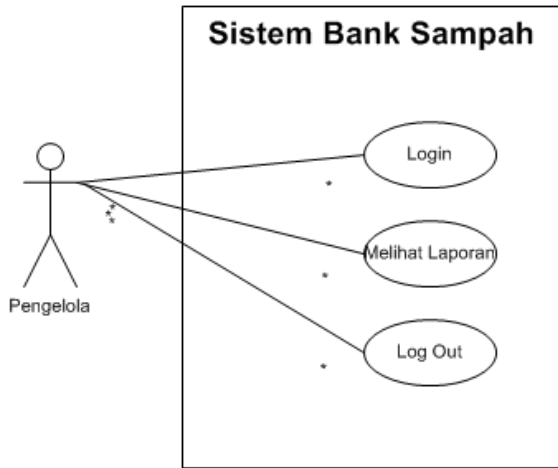 Sistem Bank Sampah
Login
*
*
*
*
Melihat Laporan
*
Pengelola
Log Out
*